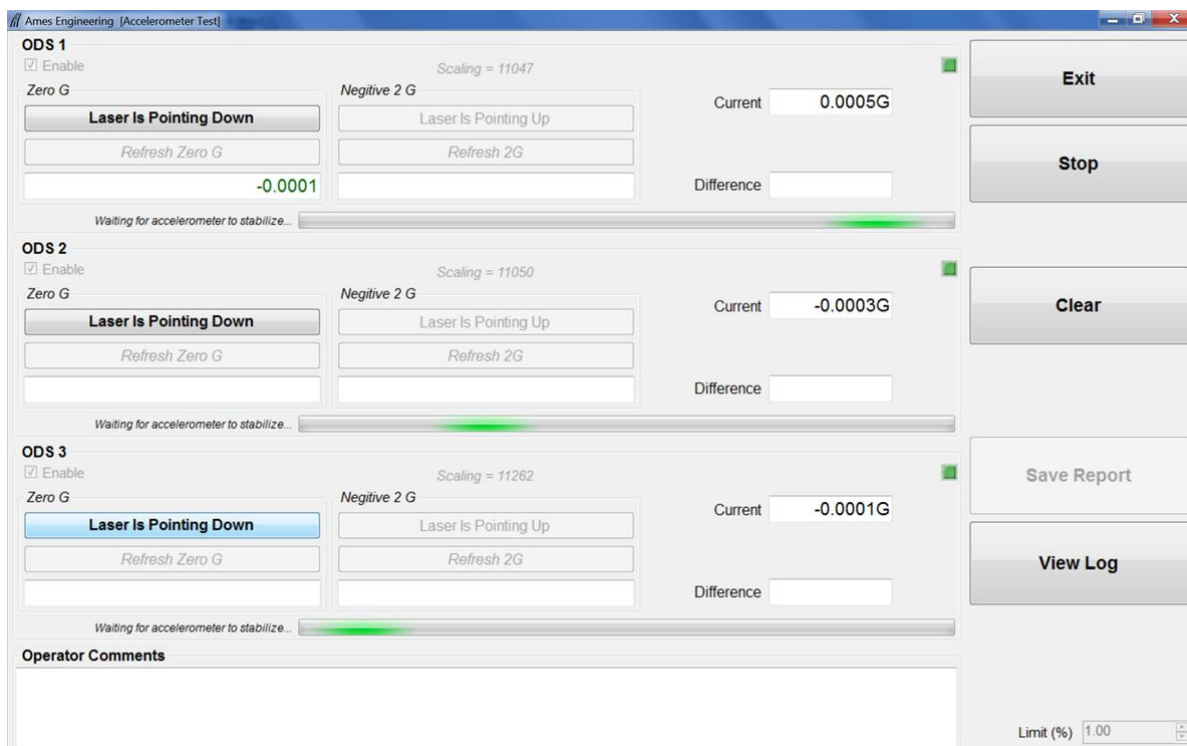 Ames Engineering [Accelerometer Test]
ODS 1
Enable
Scaling = 11047
Zero G
Negitive 2 G
Laser Is Pointing Down
Laser Is Pointing Up
Current 0.0005G
Refresh Zero G
Refresh 2G
-0.0001
Difference
Waiting for accelerometer to stabilize...
ODS 2
Enable
Scaling = 11050
Zero G
Negitive 2 G
Laser Is Pointing Down
Laser Is Pointing Up
Current -0.0003G
Refresh Zero G
Refresh 2G
Difference
Waiting for accelerometer to stabilize...
ODS 3
Enable
Scaling = 11262
Zero G
Negitive 2 G
Laser Is Pointing Down
Laser Is Pointing Up
Current -0.0001G
Refresh Zero G
Refresh 2G
Difference
Waiting for accelerometer to stabilize...
Operator Comments
Exit
Stop
Clear
Save Report
View Log
Limit (%) 1.00